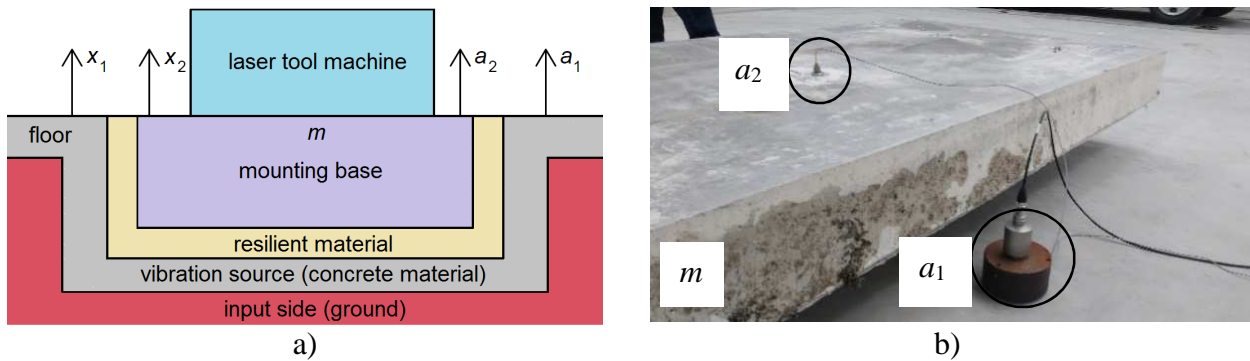 laser tool machine
x1
x2
a2
a1
floor
m
mounting base
resilient material
vibration source (concrete material)
input side (ground)
a)
a2
a1
m
b)